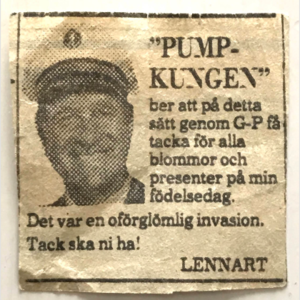 "PUMP-
KUNGEN"
ber att på detta
sätt genom G-P få
tacka för alla
blommor och
presenter på min
födelsedag.
Det var en oförglömlig invasion.
Tack ska ni ha!
LENNART